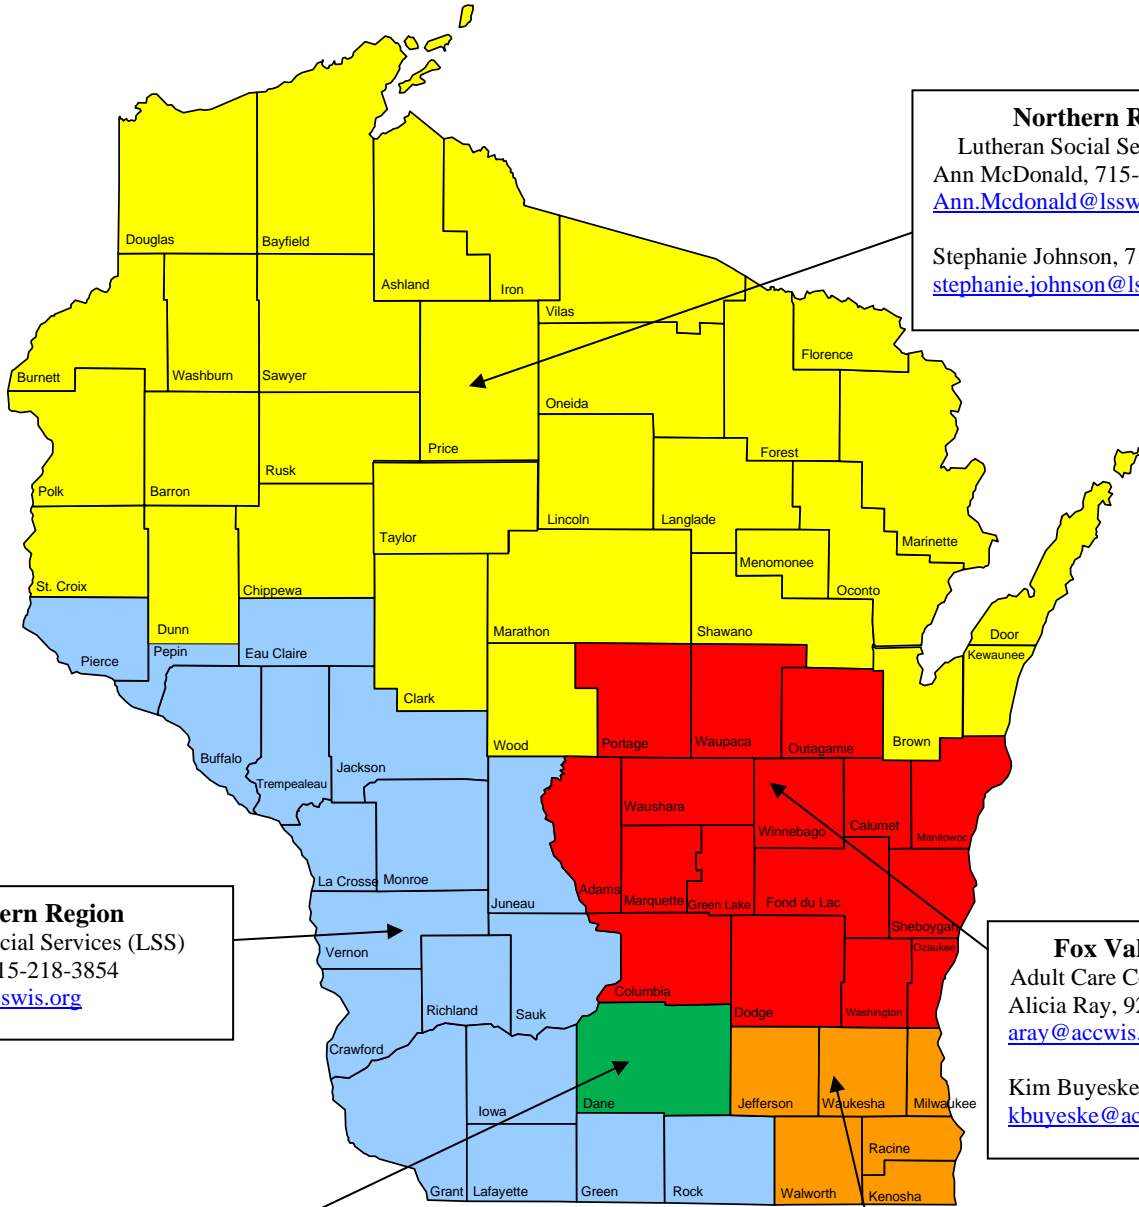 Northern R
Lutheran Social Se
Ann McDonald, 715-
Ann.Mcdonald@lssw
Stephanie Johnson, 7
stephanie.johnson@ls
Douglas
Bayfield
Ashland
Iron
Vilas
Florence
Burnett
Washburn
Sawyer
Oneida
Price
Forest
Rusk
Polk
Barron
Lincoln
Langlade
Taylor
Marinette
Menomonee
St. Croix
Chippewa
Oconto
Dunn
Marathon
Shawano
Door
Pepin
Eau Claire
Kewaunee
Pierce
Clark
Wood
Portage
Waupaca
Outagamie
Brown
Buffalo
Jackson
Trempealeau
Waushara
Winnebago
Calumet
Manitowoc
La Crosse
Monroe
Adams
Marquette
Green Lake
Fond du Lac
Juneau
Sheboygan
ern Region
cial Services (LSS)
15-218-3854
swis.org
Vernon
Ozaukee
Fox Val
Adult Care C
Alicia Ray, 92
aray@accwis.
Kim Buyeske
kbuyeske@ac
Columbia
Richland
Sauk
Dodge
Washington
Crawford
Iowa
Dane
Jefferson
Waukesha
Milwaukee
Racine
Grant
Lafayette
Green
Rock
Walworth
Kenosha